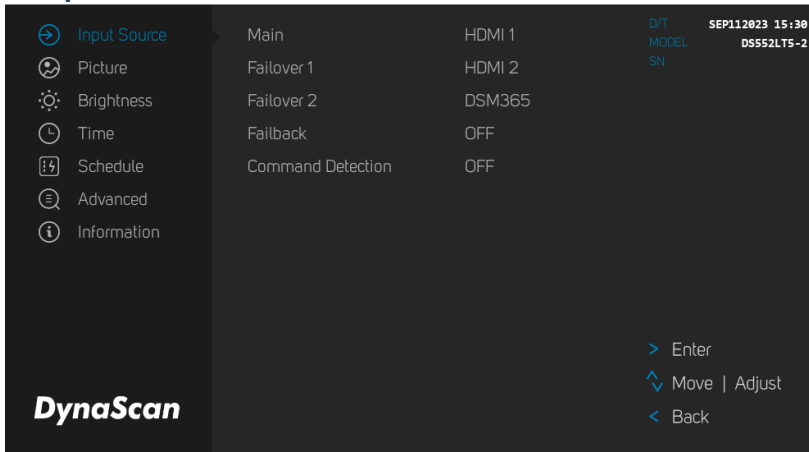 Input Source
Picture
Brightness
Time
Schedule
Advanced
Information
DynaScan
Main HDMI 1
Failover 1 HDMI 2
Failover 2 DSM365
Failback OFF
Command Detection OFF
D/T SEP112023 15:30
MODEL DS552LT5-2
SN
> Enter
Move | Adjust
< Back